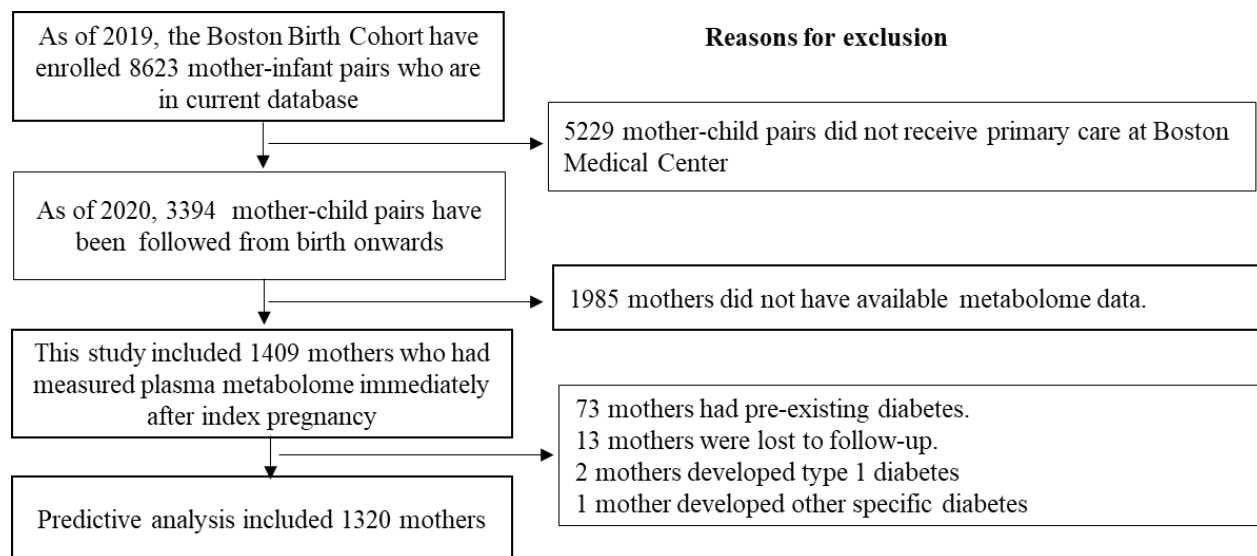 As of 2019, the Boston Birth Cohort have
enrolled 8623 mother-infant pairs who are
in current database
Reasons for exclusion
5229 mother-child pairs did not receive primary care at Boston
Medical Center
As of 2020, 3394 mother-child pairs have
been followed from birth onwards
1985 mothers did not have available metabolome data.
This study included 1409 mothers who had
measured plasma metabolome immediately
after index pregnancy
73 mothers had pre-existing diabetes.
13 mothers were lost to follow-up.
2 mothers developed type 1 diabetes
1 mother developed other specific diabetes
Predictive analysis included 1320 mothers